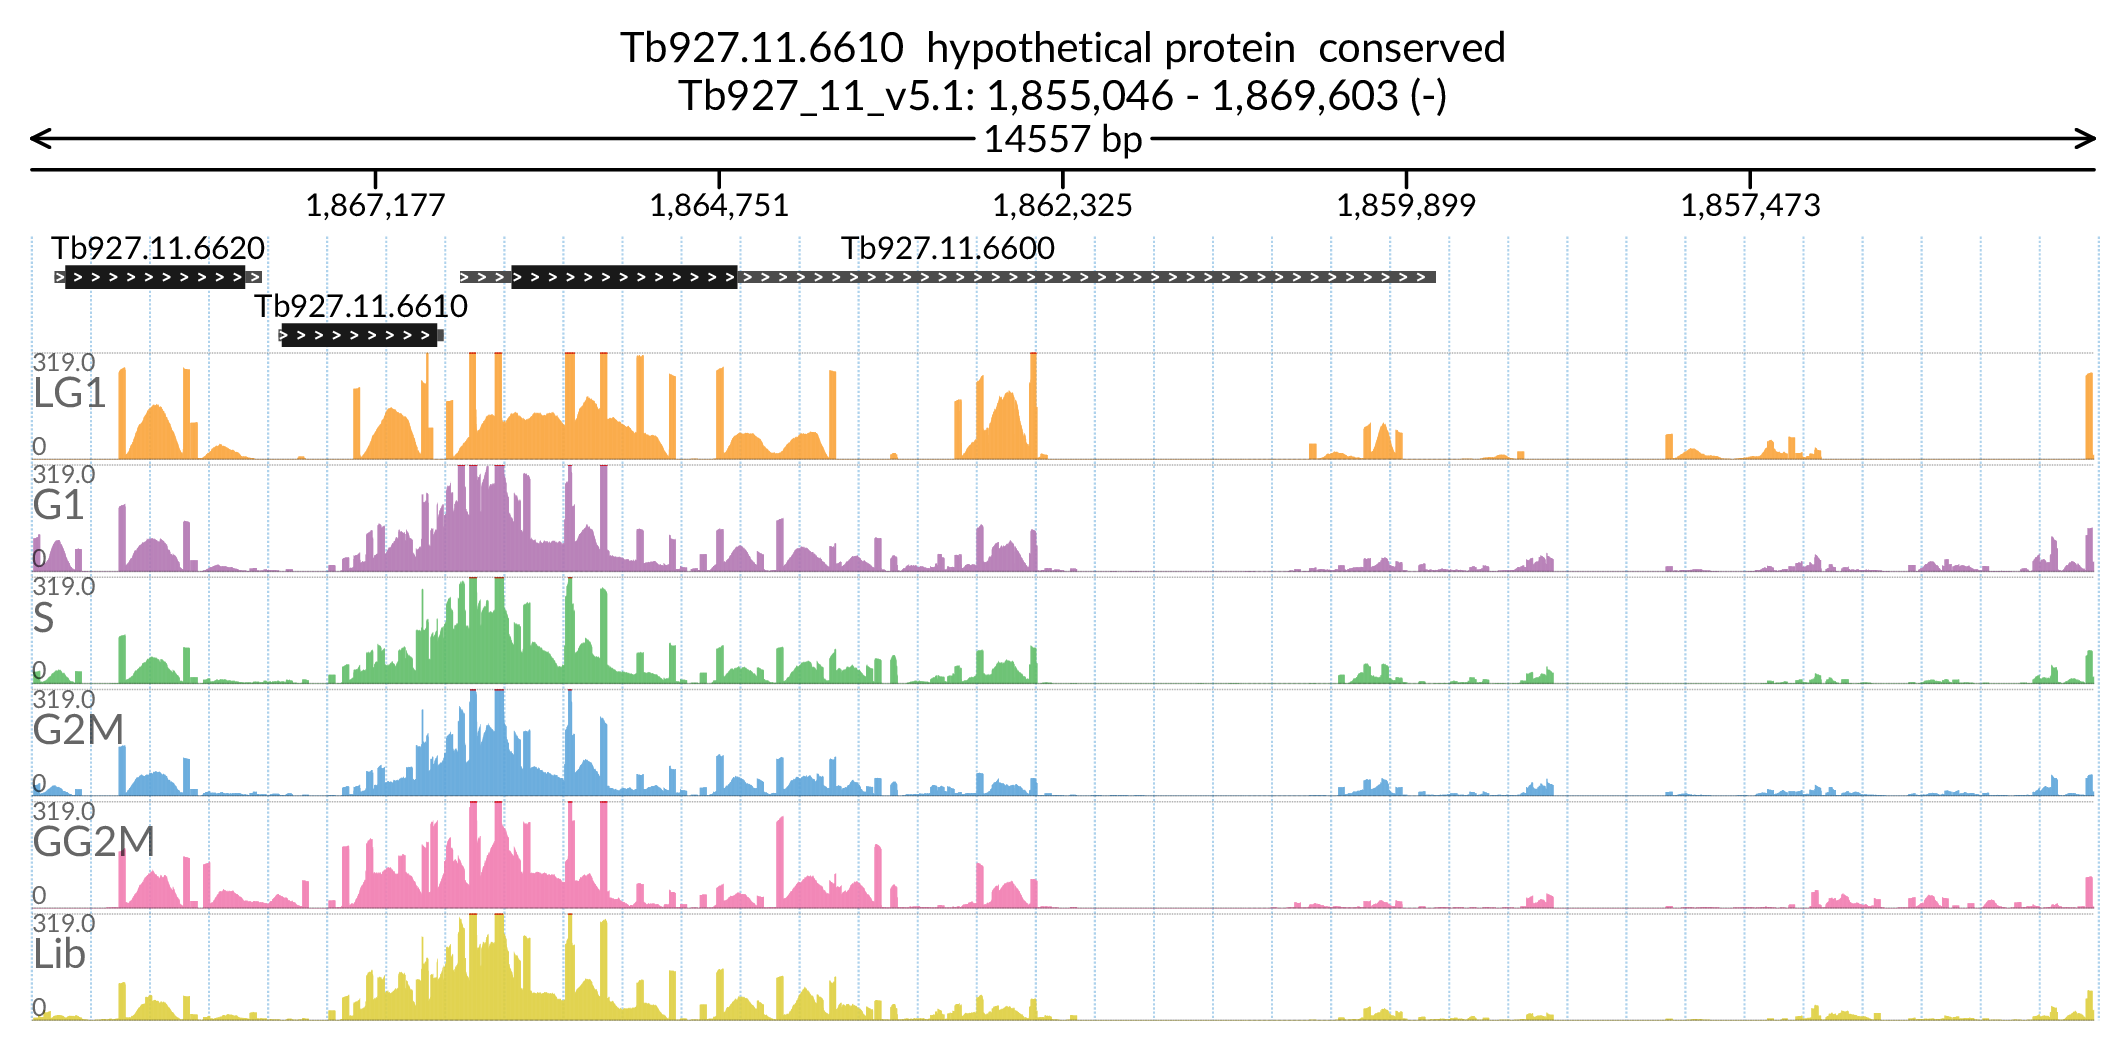 Tb927.11.6610 hypothetical protein conserved
Tb927_11_v5.1: 1,855,046 - 1,869,603 (-)
14557 bp
1,867,177 1,864,751 1,862,325 1,859,899 1,857,473
Tb927.11.6620 Tb927.11.6600
Tb927.11.6610
319.0
LG1
0
319.0
G1
0
319.0
S
0
319.0
G2M
0
319.0
GG2M
0
319.0
Lib
0